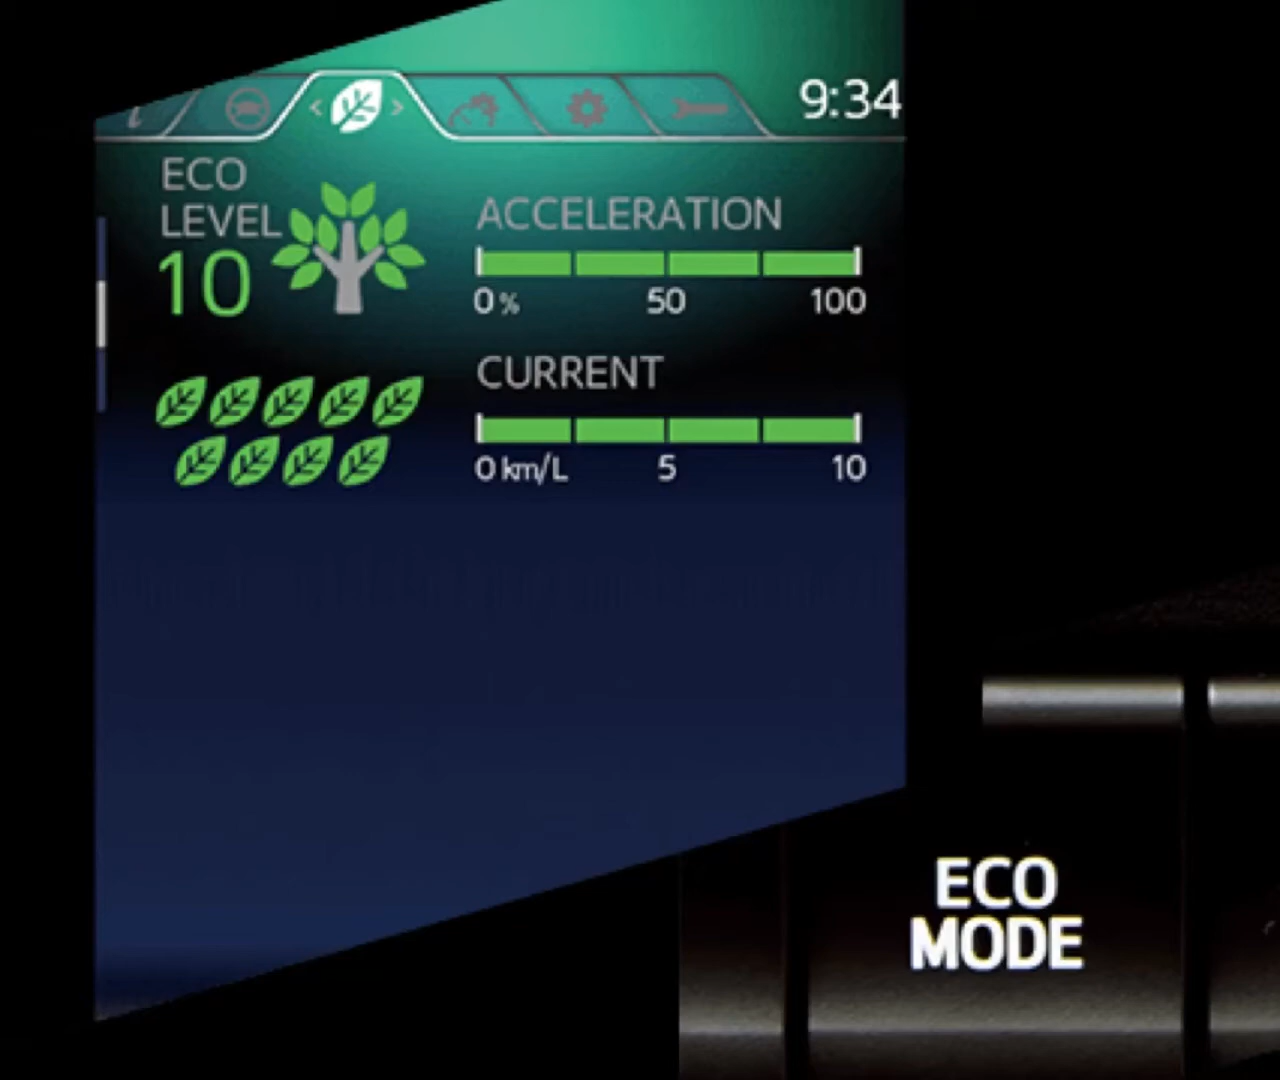 i
9:34
ECO
LEVEL
10
ACCELERATION
0 % 50 100
CURRENT
0 km/L 5 10
ECO
MODE